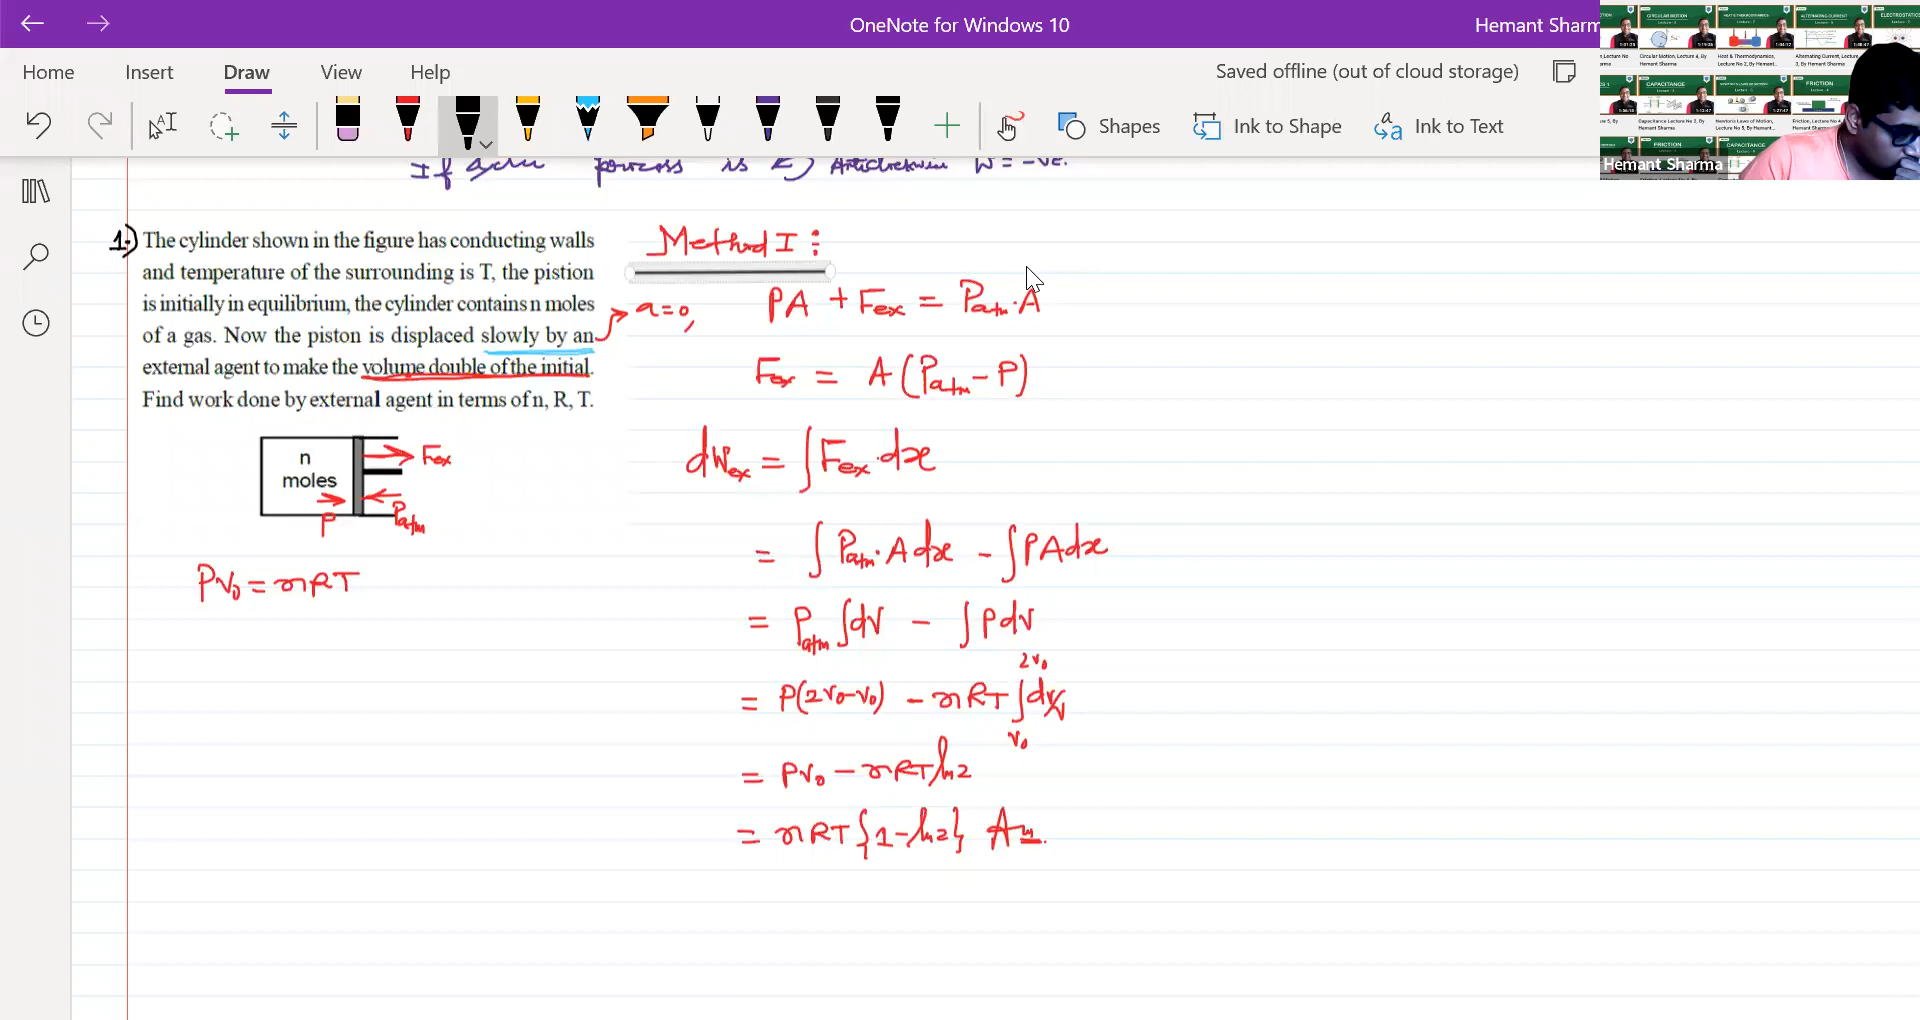 OneNote for Windows 10
Hemant Sharm
Home Insert Draw View Help
Saved offline (out of cloud storage)
Shapes Ink to Shape Ink to Text
Hemant Sharma
If process is Anticlockwise W = -ve.
1.) The cylinder shown in the figure has conducting walls
and temperature of the surrounding is T, the pistion
is initially in equilibrium, the cylinder contains n moles
of a gas. Now the piston is displaced slowly by an
external agent to make the volume double of the initial.
Find work done by external agent in terms of n, R, T.
n
moles
Fex
P
Patm
PV₀ = nRT
Method I :
a=0,
PA + Fex = Patm·A
Fex = A(Patm - P)
dWex = ∫Fex·dx
= ∫Patm·Adx - ∫PAdx
= Patm∫dV - ∫PdV
2V₀
= P(2V₀-V₀) - nRT∫dV/V
V₀
= PV₀ - nRT ln2
= nRT{1-ln2} Ans.